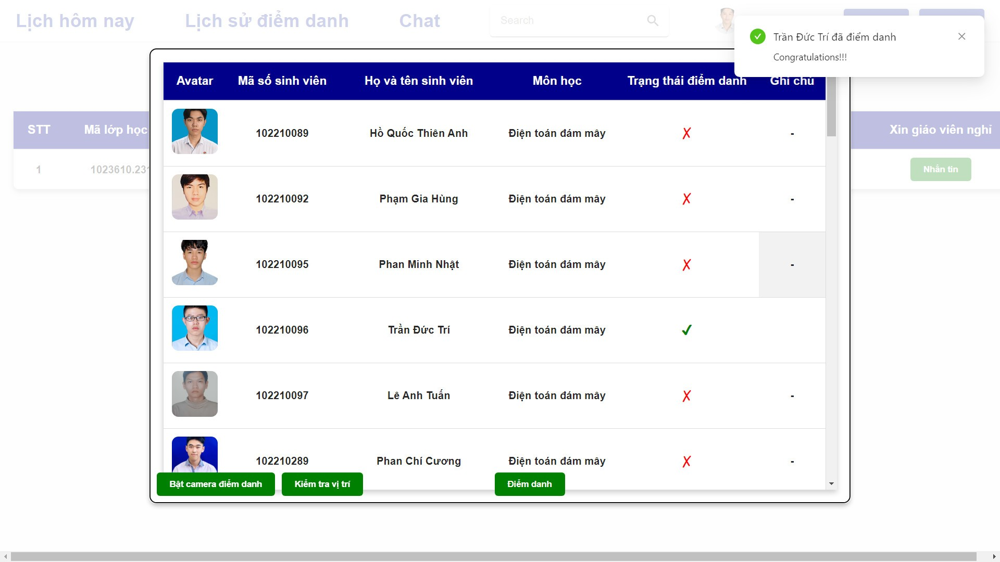 Lịch hôm nay Lịch sử điểm danh Chat Search
Trần Đức Trí đã điểm danh
Congratulations!!!
Avatar Mã số sinh viên Họ và tên sinh viên Môn học Trạng thái điểm danh Ghi chú
STT Mã lớp học Xin giáo viên nghỉ
102210089 Hồ Quốc Thiên Anh Điện toán đám mây ✗ -
1 1023610.231 Nhắn tin
102210092 Phạm Gia Hùng Điện toán đám mây ✗ -
102210095 Phan Minh Nhật Điện toán đám mây ✗ -
102210096 Trần Đức Trí Điện toán đám mây ✓
102210097 Lê Anh Tuấn Điện toán đám mây ✗ -
102210289 Phan Chí Cương Điện toán đám mây ✗ -
Bật camera điểm danh Kiểm tra vị trí Điểm danh